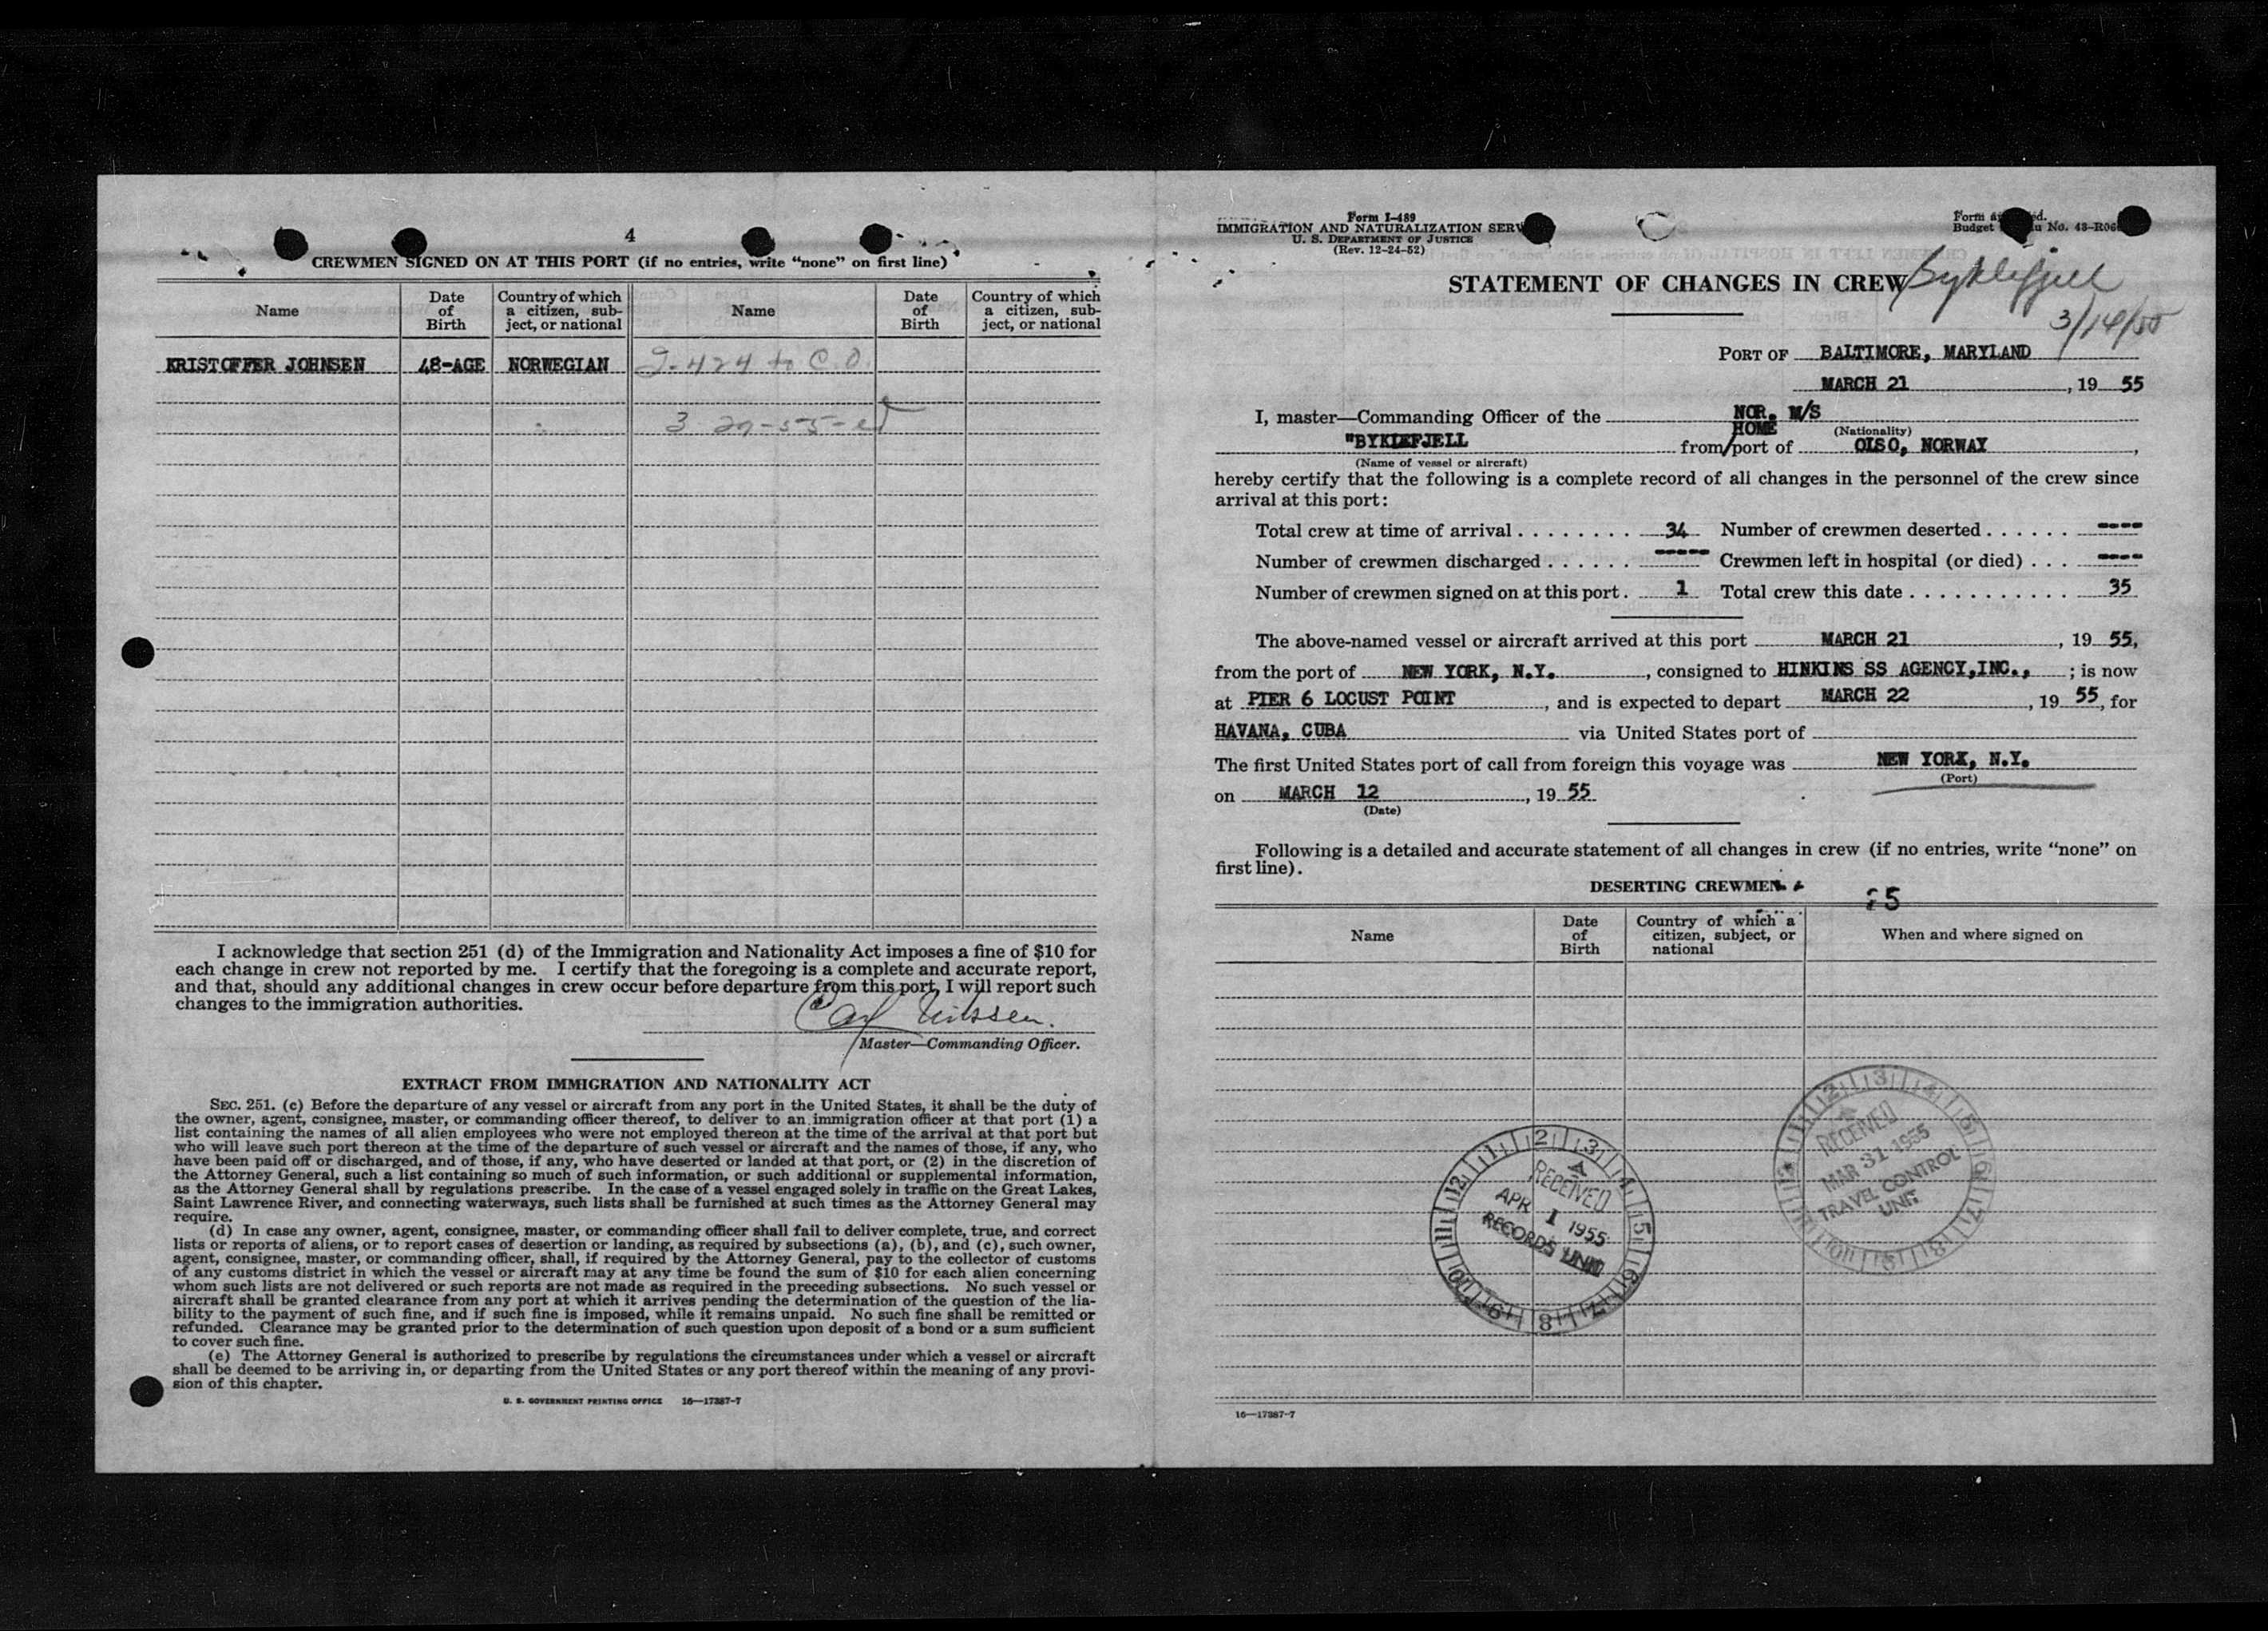 4
CREWMEN SIGNED ON AT THIS PORT (if no entries, write “none” on first line)
Name Date of Birth Country of which a citizen, sub- ject, or national Name Date of Birth Country of which a citizen, sub- ject, or national
KRISTOFFER JOHNSEN 48-AGE NORWEGIAN I-424 to C.O.
I acknowledge that section 251 (d) of the Immigration and Nationality Act imposes a fine of $10 for
each change in crew not reported by me. I certify that the foregoing is a complete and accurate report,
and that, should any additional changes in crew occur before departure from this port, I will report such
changes to the immigration authorities.
Carl Nilssen.
Master—Commanding Officer.
EXTRACT FROM IMMIGRATION AND NATIONALITY ACT
SEC. 251. (c) Before the departure of any vessel or aircraft from any port in the United States, it shall be the duty of
the owner, agent, consignee, master, or commanding officer thereof, to deliver to an immigration officer at that port (1) a
list containing the names of all alien employees who were not employed thereon at the time of the arrival at that port but
who will leave such port thereon at the time of the departure of such vessel or aircraft and the names of those, if any, who
have been paid off or discharged, and of those, if any, who have deserted or landed at that port, or (2) in the discretion of
the Attorney General, such a list containing so much of such information, or such additional or supplemental information,
as the Attorney General shall by regulations prescribe. In the case of a vessel engaged solely in traffic on the Great Lakes,
Saint Lawrence River, and connecting waterways, such lists shall be furnished at such times as the Attorney General may
require.
(d) In case any owner, agent, consignee, master, or commanding officer shall fail to deliver complete, true, and correct
lists or reports of aliens, or to report cases of desertion or landing, as required by subsections (a), (b), and (c), such owner,
agent, consignee, master, or commanding officer, shall, if required by the Attorney General, pay to the collector of customs
of any customs district in which the vessel or aircraft may at any time be found the sum of $10 for each alien concerning
whom such lists are not delivered or such reports are not made as required in the preceding subsections. No such vessel or
aircraft shall be granted clearance from any port at which it arrives pending the determination of the question of the lia-
bility to the payment of such fine, and if such fine is imposed, while it remains unpaid. No such fine shall be remitted or
refunded. Clearance may be granted prior to the determination of such question upon deposit of a bond or a sum sufficient
to cover such fine.
(e) The Attorney General is authorized to prescribe by regulations the circumstances under which a vessel or aircraft
shall be deemed to be arriving in, or departing from the United States or any port thereof within the meaning of any provi-
sion of this chapter.
U. S. GOVERNMENT PRINTING OFFICE 16—17387-7
Form I-489
IMMIGRATION AND NATURALIZATION
U. S. DEPARTMENT OF JUSTICE
(Rev. 12-24-52)
Form
Budget No.
STATEMENT OF CHANGES IN CREW Byklefjell
3/14/55
PORT OF BALTIMORE, MARYLAND
MARCH 21, 19 55
I, master—Commanding Officer of the NOR. M/S
(Nationality)
"BYKLEFJELL from/HOME port of OLSO, NORWAY,
(Name of vessel or aircraft)
hereby certify that the following is a complete record of all changes in the personnel of the crew since
arrival at this port:
Total crew at time of arrival ........ 34 Number of crewmen deserted ...... ----
Number of crewmen discharged ...... ----- Crewmen left in hospital (or died) ... ----
Number of crewmen signed on at this port . 1 Total crew this date ........... 35
The above-named vessel or aircraft arrived at this port MARCH 21, 19 55,
from the port of NEW YORK, N.Y., consigned to HINKINS SS AGENCY,INC., ; is now
at PIER 6 LOCUST POINT, and is expected to depart MARCH 22, 19 55, for
HAVANA, CUBA via United States port of
The first United States port of call from foreign this voyage was NEW YORK, N.Y.
(Port)
on MARCH 12, 19 55
(Date)
Following is a detailed and accurate statement of all changes in crew (if no entries, write “none” on
first line).
DESERTING CREWMEN
Name Date of Birth Country of which a citizen, subject, or national When and where signed on
RECEIVED
MAR 31 1955
TRAVEL CONTROL
UNIT
RECEIVED
APR 1 1955
RECORDS UNIT
16—17387-7